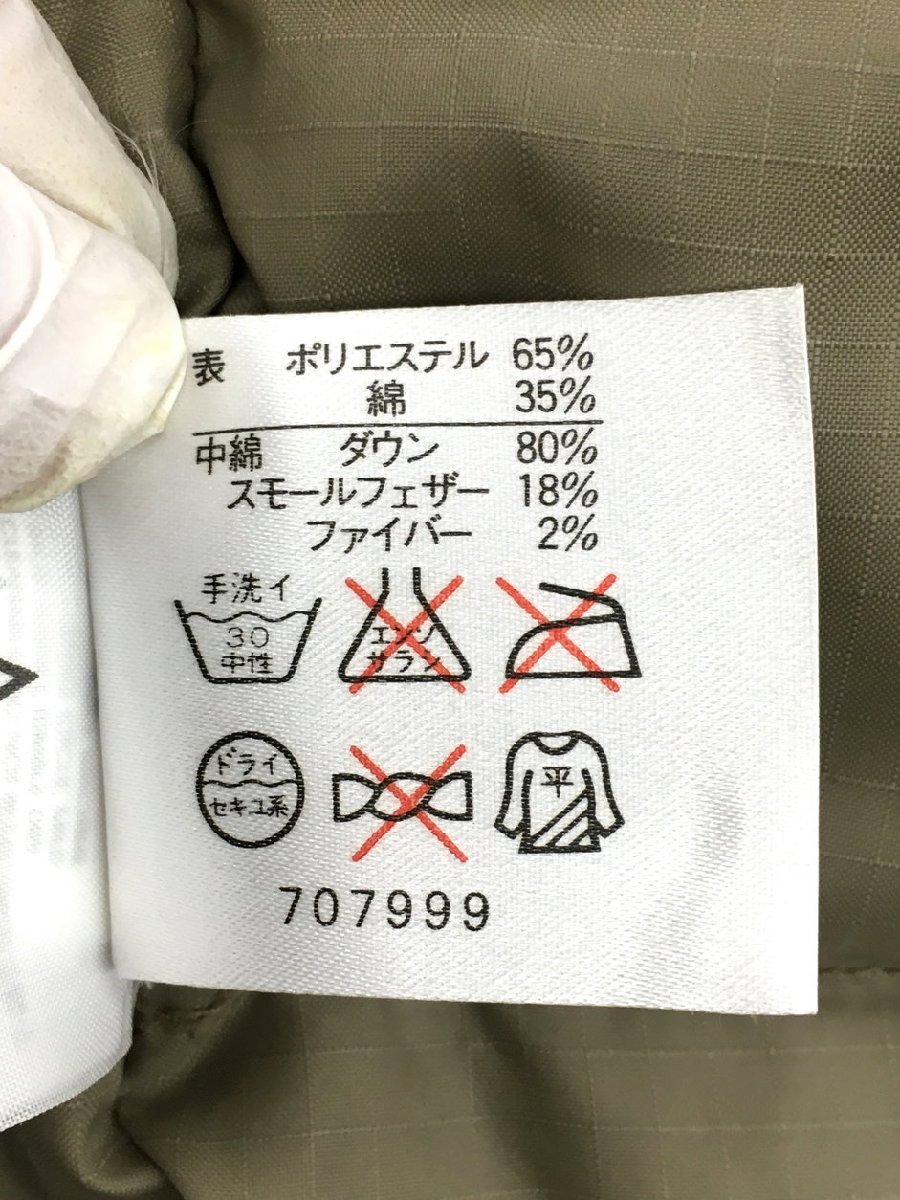 表 ポリエステル 65%
綿 35%
中綿 ダウン 80%
スモールフェザー 18%
ファイバー 2%
手洗イ
30
中性
エンソ
サラシ
ドライ
セキユ系
平
707999